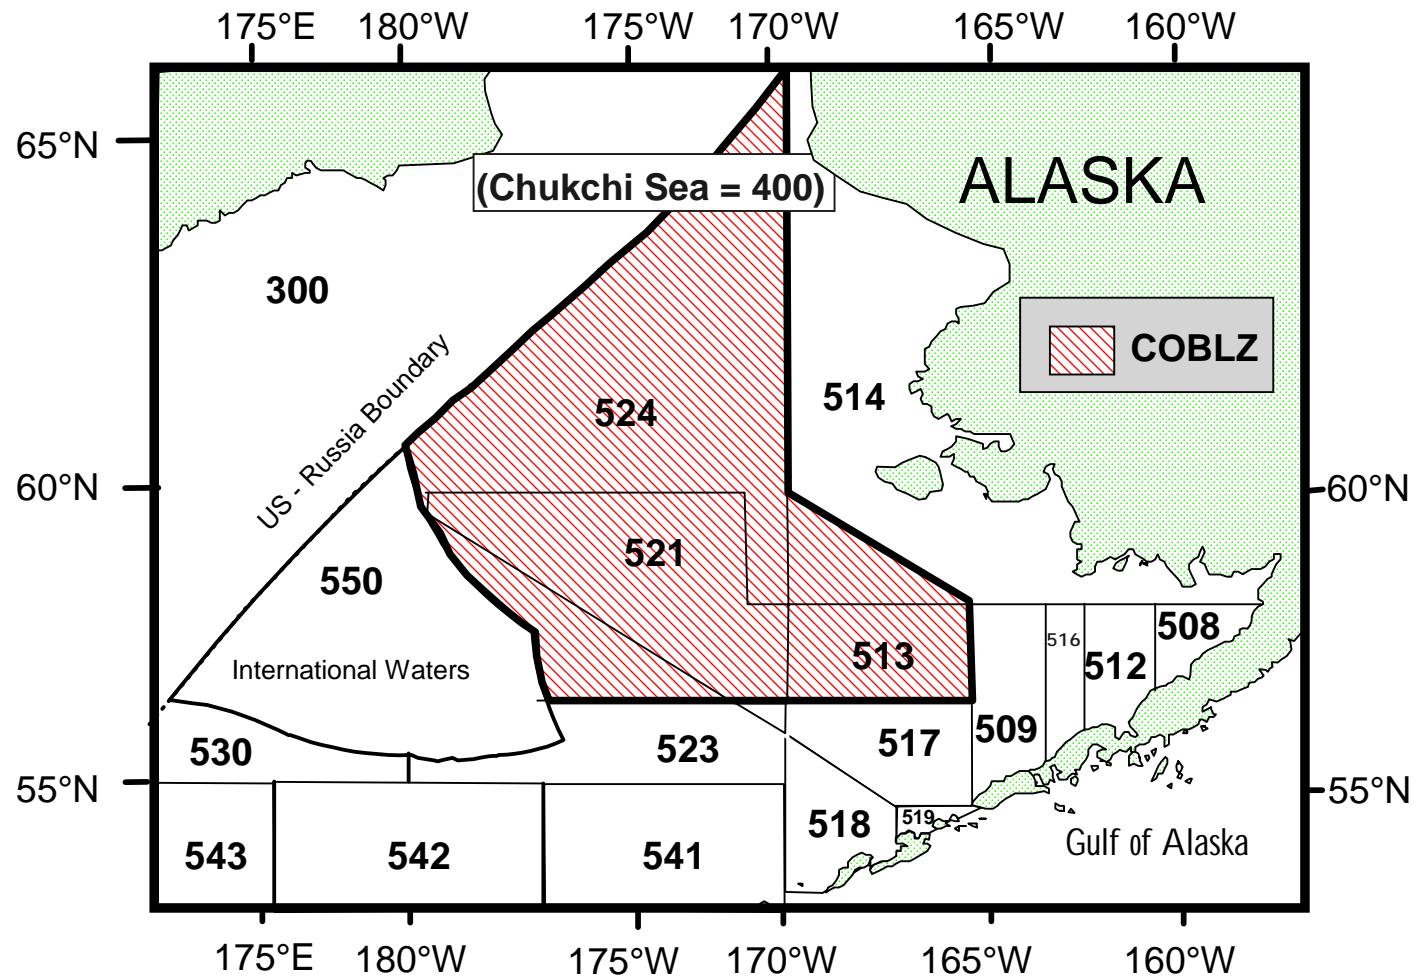 175°E 180°W 175°W 170°W 165°W 160°W
65°N
(Chukchi Sea = 400)
ALASKA
300
COBLZ
US - Russia Boundary
524
514
60°N
60°N
521
550
508
516
513
512
International Waters
509
530
523
517
55°N
55°N
518
519
Gulf of Alaska
543
542
541
175°E 180°W 175°W 170°W 165°W 160°W